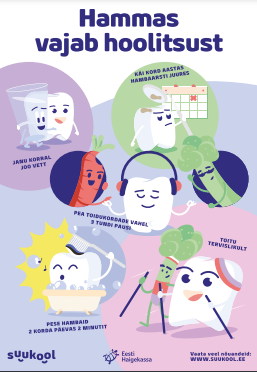 Hammas
vajab hoolitsust
KÄI KORD AASTAS
HAMBAARSTI JUURES
JANU KORRAL
JOO VETT
PEA TOIDUKORDADE VAHEL
3 TUNDI PAUSI
TOITU
TERVISLIKULT
PESE HAMBAID
2 KORDA PÄEVAS 2 MINUTIT
suukool
Eesti
Haigekassa
Vaata veel nõuandeid:
WWW.SUUKOOL.EE